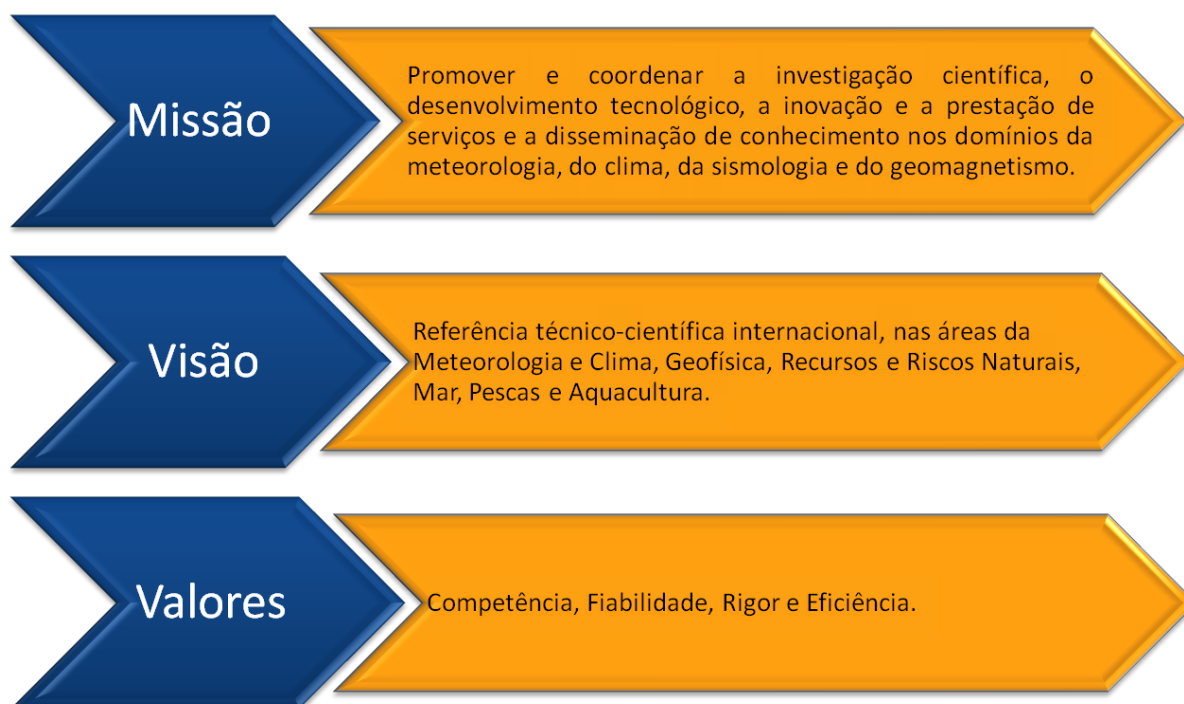 Missão
Promover e coordenar a investigação científica, o
desenvolvimento tecnológico, a inovação e a prestação de
serviços e a disseminação de conhecimento nos domínios da
meteorologia, do clima, da sismologia e do geomagnetismo.
Visão
Referência técnico-científica internacional, nas áreas da
Meteorologia e Clima, Geofísica, Recursos e Riscos Naturais,
Mar, Pescas e Aquacultura.
Valores
Competência, Fiabilidade, Rigor e Eficiência.